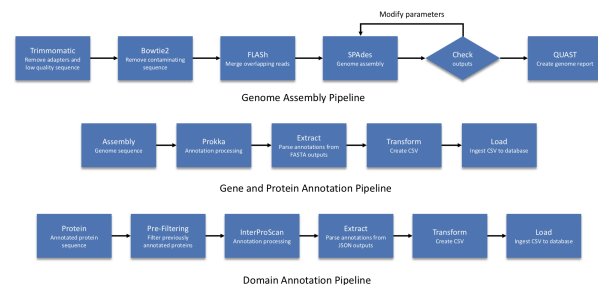 Modify parameters
Trimmomatic
Remove adapters and
low quality sequence
Bowtie2
Remove contaminating
sequence
FLASh
Merge overlapping reads
SPAdes
Genome assembly
Check
outputs
QUAST
Create genome report
Genome Assembly Pipeline
Assembly
Genome sequence
Prokka
Annotation processing
Extract
Parse annotations from
FASTA outputs
Transform
Create CSV
Load
Ingest CSV to database
Gene and Protein Annotation Pipeline
Protein
Annotated protein
sequence
Pre-Filtering
Filter previously
annotated proteins
InterProScan
Annotation processing
Extract
Parse annotations from
JSON outputs
Transform
Create CSV
Load
Ingest CSV to database
Domain Annotation Pipeline